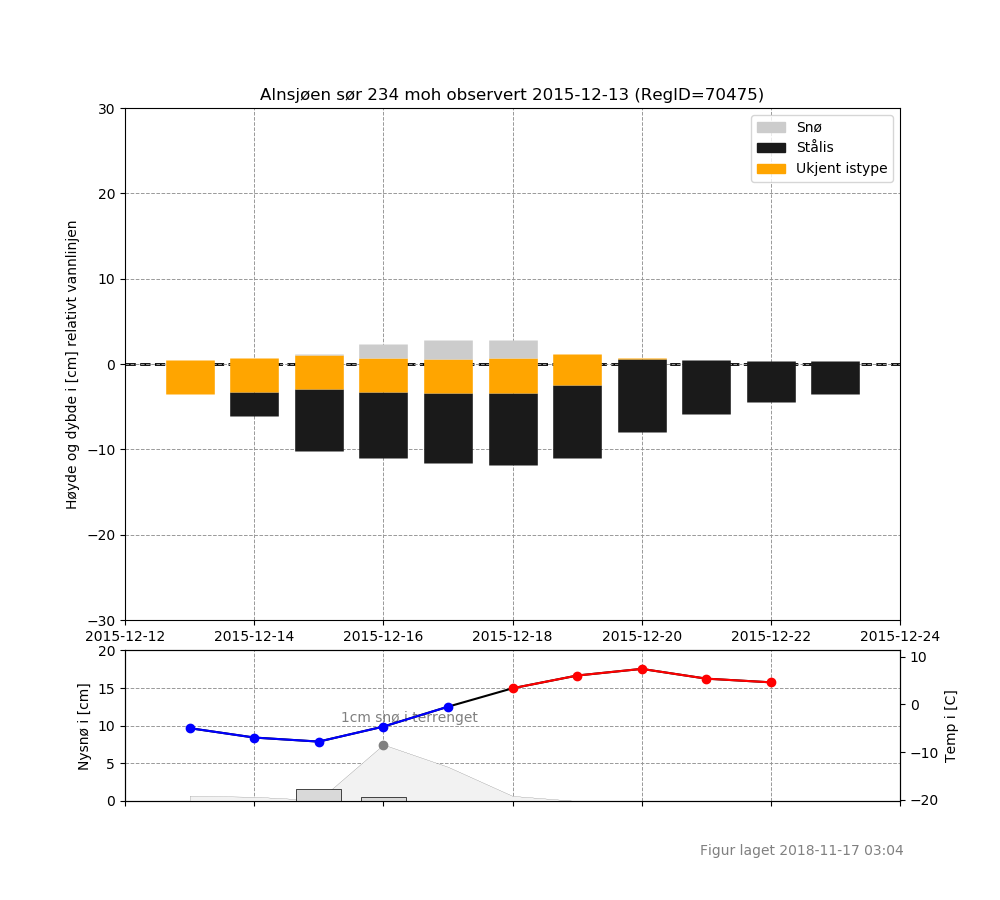 Alnsjøen sør 234 moh observert 2015-12-13 (RegID=70475)
Snø
Stålis
Ukjent istype
Høyde og dybde i [cm] relativt vannlinjen
30
20
10
0
−10
−20
−30
2015-12-12 2015-12-14 2015-12-16 2015-12-18 2015-12-20 2015-12-22 2015-12-24
Nysnø i [cm]
20
15
10
5
0
1cm snø i terrenget
10
0
−10
−20
Temp i [C]
Figur laget 2018-11-17 03:04